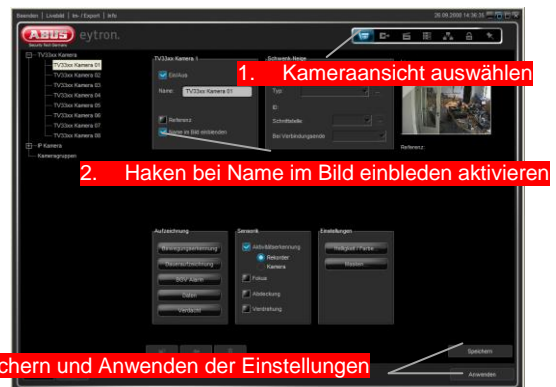 Beenden | Livebild | Im- / Export | Info
26.09.2008 14:36:35
ABUS eytron.
Security Tech Germany
TV33xx Kamera
TV33xx Kamera 01
TV33xx Kamera 02
TV33xx Kamera 03
TV33xx Kamera 04
TV33xx Kamera 05
TV33xx Kamera 06
TV33xx Kamera 07
TV33xx Kamera 08
IP Kamera
Kameragruppen
TV33xx Kamera 1
Ein/Aus
Name: TV33xx Kamera 01
Referenz
Name im Bild einblenden
Schwenk-Neige
Typ:
ID:
Schnittstelle:
Bei Verbindungsende
Referenz:
1. Kameraansicht auswählen
2. Haken bei Name im Bild einbleden aktivieren
Aufzeichnung
Bewegungserkennung
Daueraufzeichnung
BGV Alarm
Daten
Verdacht
Sensorik
Aktivitätserkennung
Rekorder
Kamera
Fokus
Abdeckung
Verdrehung
Einstellungen
Helligkeit / Farbe...
Masken...
Speichern
chern und Anwenden der Einstellungen
Anwenden